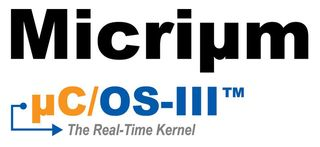 Micriµm
µC/OS-III™
The Real-Time Kernel